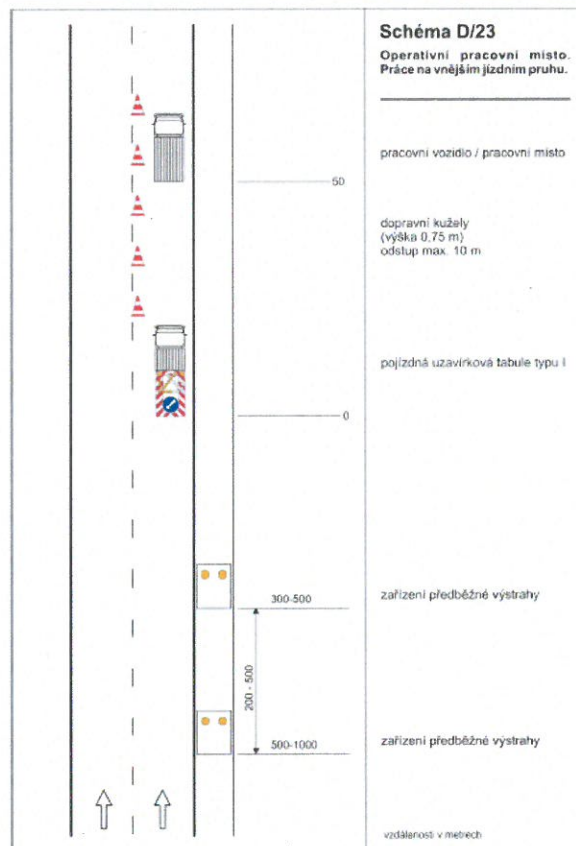 Schéma D/23
Operativní pracovní místo.
Práce na vnějším jízdním pruhu.
pracovní vozidlo / pracovní místo
50
dopravní kužely
(výška 0,75 m)
odstup max. 10 m
pojízdná uzavírková tabule typu I
0
300-500
zařízení předběžné výstrahy
200 - 500
500-1000
zařízení předběžné výstrahy
vzdálenosti v metrech